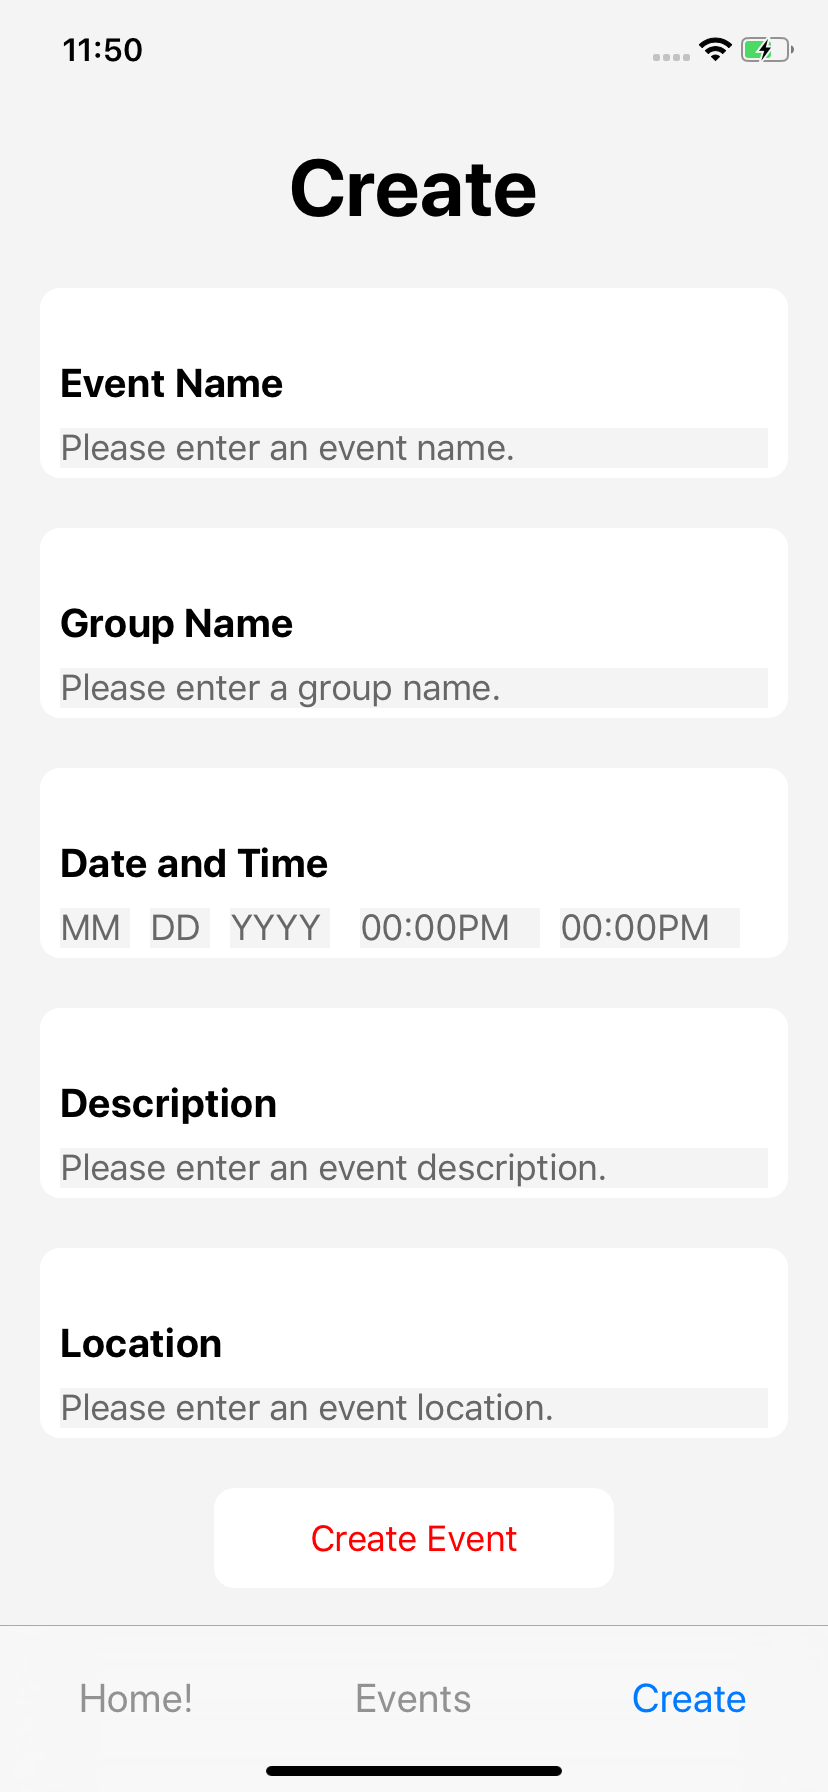 11:50
Create
Event Name
Please enter an event name.
Group Name
Please enter a group name.
Date and Time
MM DD YYYY 00:00PM 00:00PM
Description
Please enter an event description.
Location
Please enter an event location.
Create Event
Home! Events Create